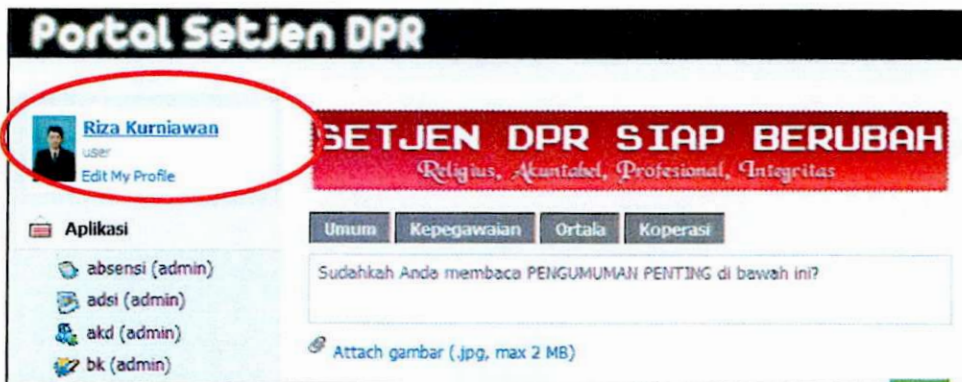 Portal SetJen DPR
Riza Kurniawan
user
Edit My Profile
SETJEN DPR SIAP BERUBAH
Religius, Akuntabel, Profesional, Integritas
Aplikasi
absensi (admin)
adsi (admin)
akd (admin)
bk (admin)
Umum Kepegawaian Ortala Koperasi
Sudahkah Anda membaca PENGUMUMAN PENTING di bawah ini?
Attach gambar (.jpg, max 2 MB)